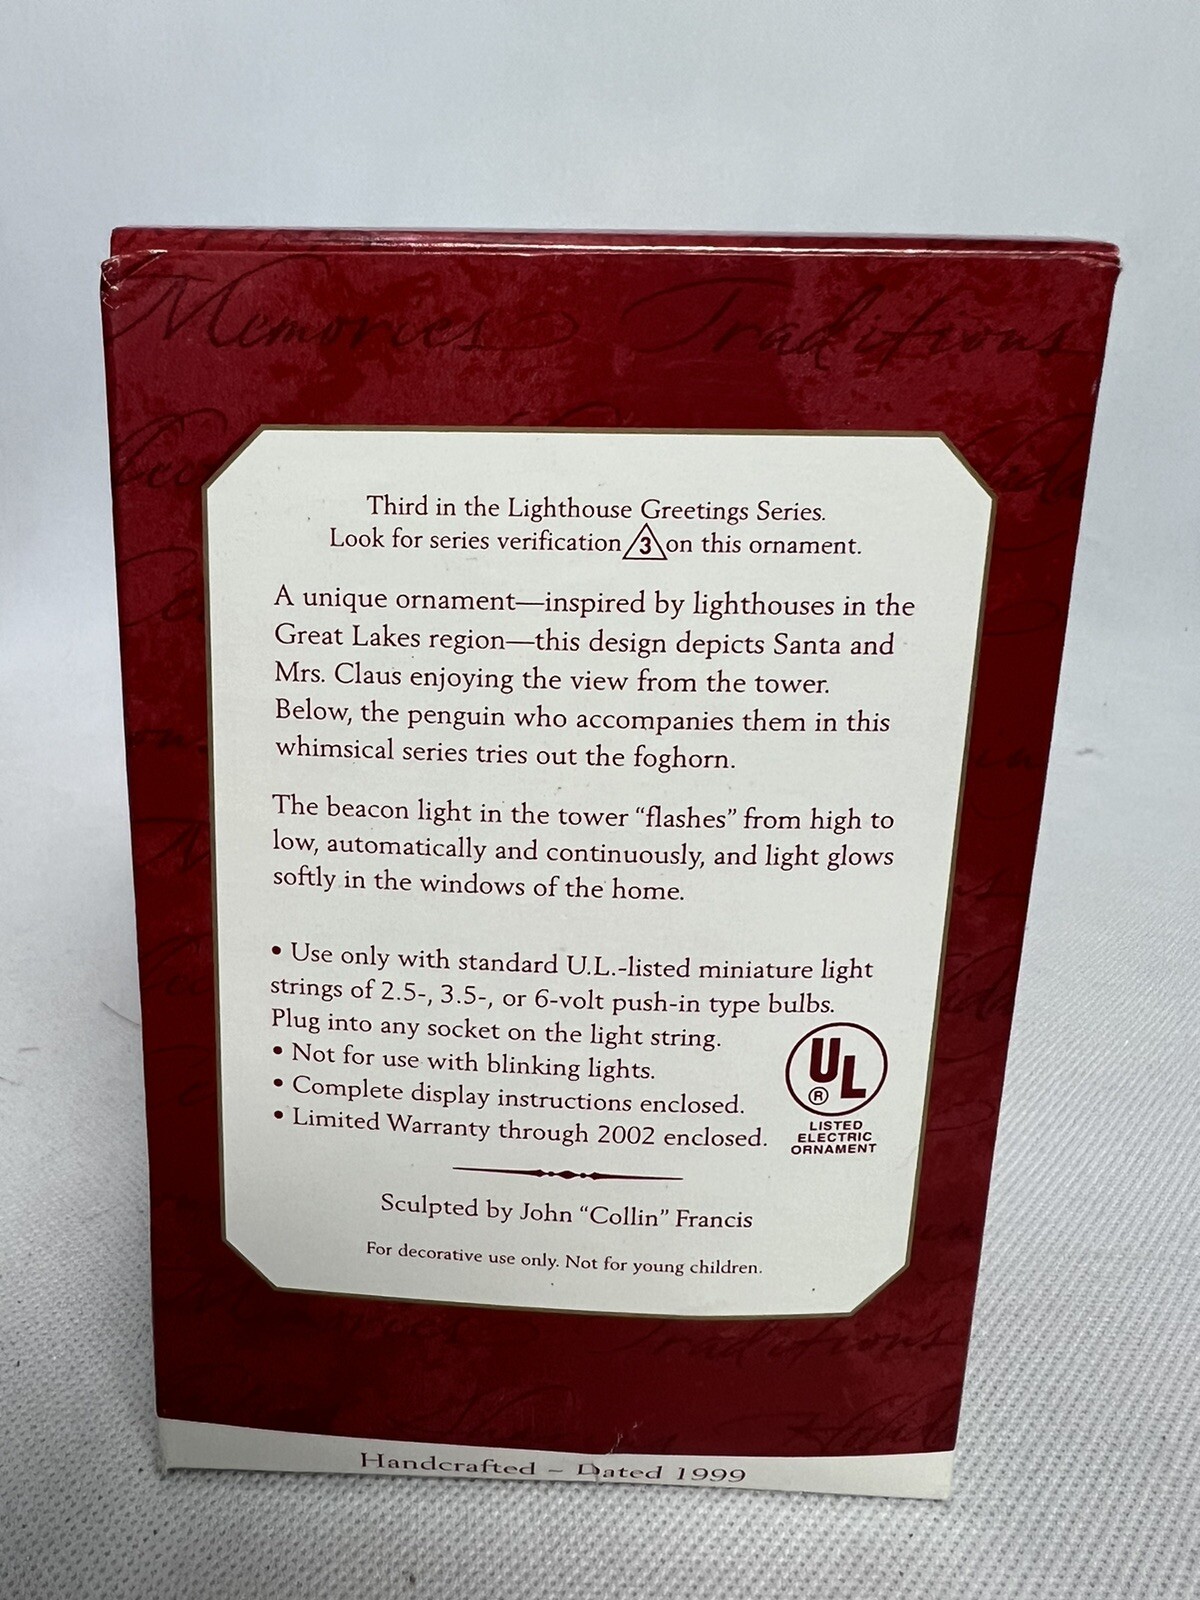 Memories Traditions
Third in the Lighthouse Greetings Series.
Look for series verification 3 on this ornament.
A unique ornament—inspired by lighthouses in the
Great Lakes region—this design depicts Santa and
Mrs. Claus enjoying the view from the tower.
Below, the penguin who accompanies them in this
whimsical series tries out the foghorn.
The beacon light in the tower “flashes” from high to
low, automatically and continuously, and light glows
softly in the windows of the home.
• Use only with standard U.L.-listed miniature light
strings of 2.5-, 3.5-, or 6-volt push-in type bulbs.
Plug into any socket on the light string.
• Not for use with blinking lights.
• Complete display instructions enclosed.
• Limited Warranty through 2002 enclosed.
UL
®
LISTED
ELECTRIC
ORNAMENT
Sculpted by John “Collin” Francis
For decorative use only. Not for young children.
Traditions
Handcrafted – Dated 1999